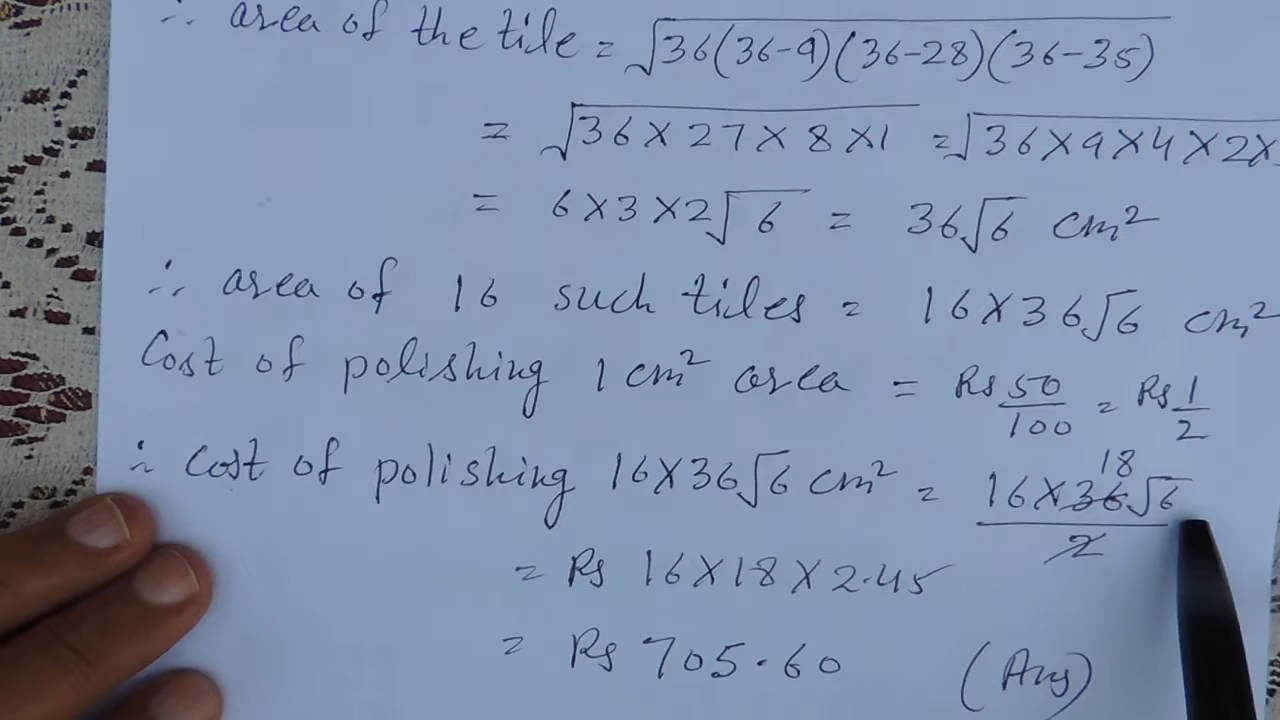 ∴ area of the tile = √36(36-9)(36-28)(36-35)
= √36×27×8×1 = √36×9×4×2×
= 6×3×2√6 = 36√6 cm²
∴ area of 16 such tiles = 16×36√6 cm²
Cost of polishing 1 cm² area = Rs 50/100 = Rs 1/2
∴ Cost of polishing 16×36√6 cm² = 16×36√6/2 18
= Rs 16×18×2.45
= Rs 705.60 (Ans)